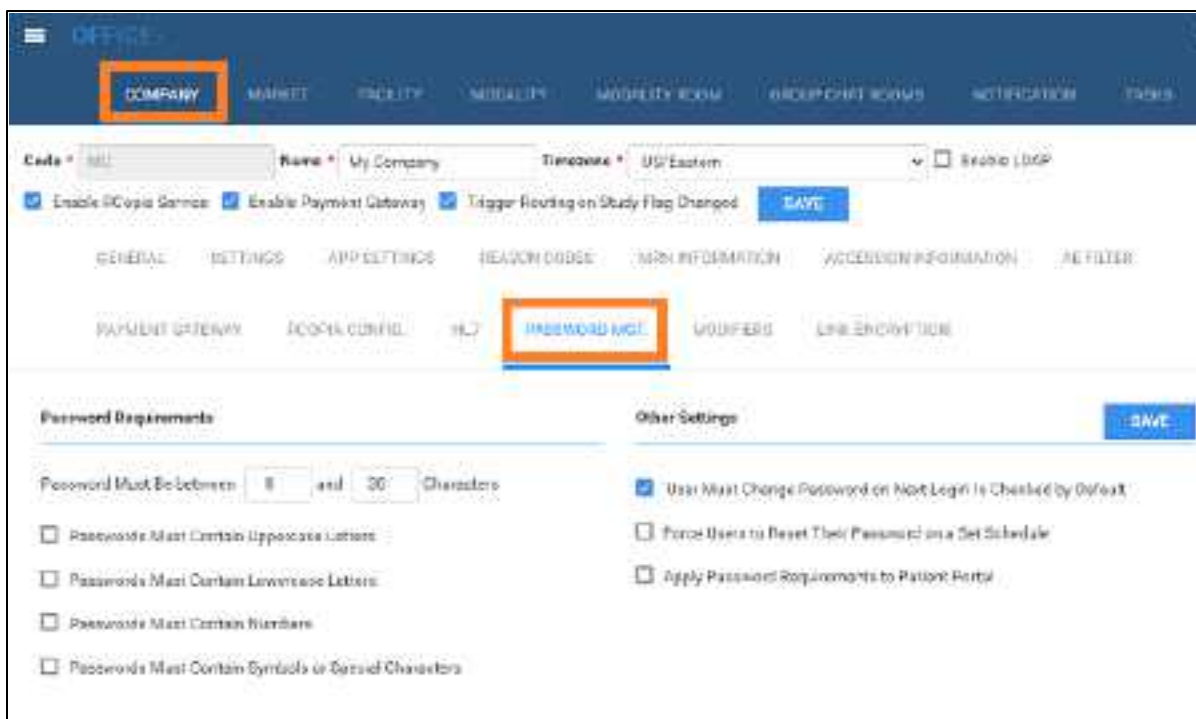 OFFICE
COMPANY MARKET FACILITY MODALITY MODALITY ROOM GROUP CHAT ROOMS NOTIFICATION TASKS
Code * Name * My Company Timezone * US/Eastern Enable LDAP
Enable RCopia Service Enable Payment Gateway Trigger Routing on Study Flag Changed SAVE
GENERAL SETTINGS APP SETTINGS REASON CODES MRN INFORMATION ACCESSION INFORMATION AE FILTER
PAYMENT GATEWAY RCOPIA CONFIG. HL7 PASSWORD MGT. MODIFIERS LINK ENCRYPTION
Password Requirements
Other Settings SAVE
Password Must Be between 8 and 30 Characters
User Must Change Password on Next Login Is Checked by Default
Passwords Must Contain Uppercase Letters
Force Users to Reset Their Password on a Set Schedule
Passwords Must Contain Lowercase Letters
Apply Password Requirements to Patient Portal
Passwords Must Contain Numbers
Passwords Must Contain Symbols or Special Characters